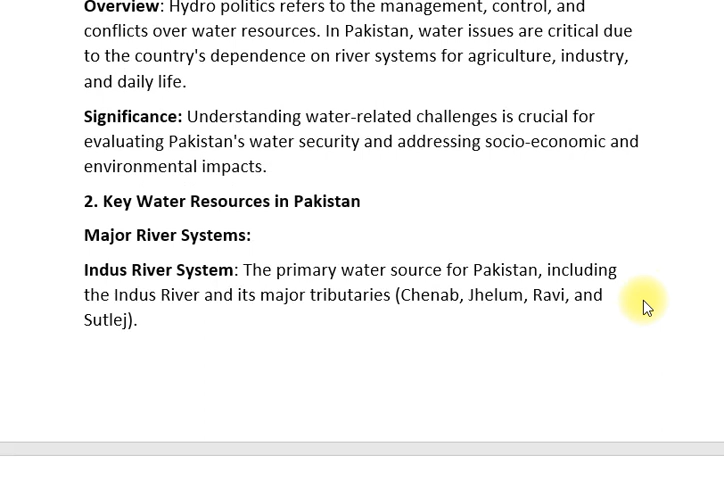 Overview: Hydro politics refers to the management, control, and
conflicts over water resources. In Pakistan, water issues are critical due
to the country's dependence on river systems for agriculture, industry,
and daily life.
Significance: Understanding water-related challenges is crucial for
evaluating Pakistan's water security and addressing socio-economic and
environmental impacts.
2. Key Water Resources in Pakistan
Major River Systems:
Indus River System: The primary water source for Pakistan, including
the Indus River and its major tributaries (Chenab, Jhelum, Ravi, and
Sutlej).